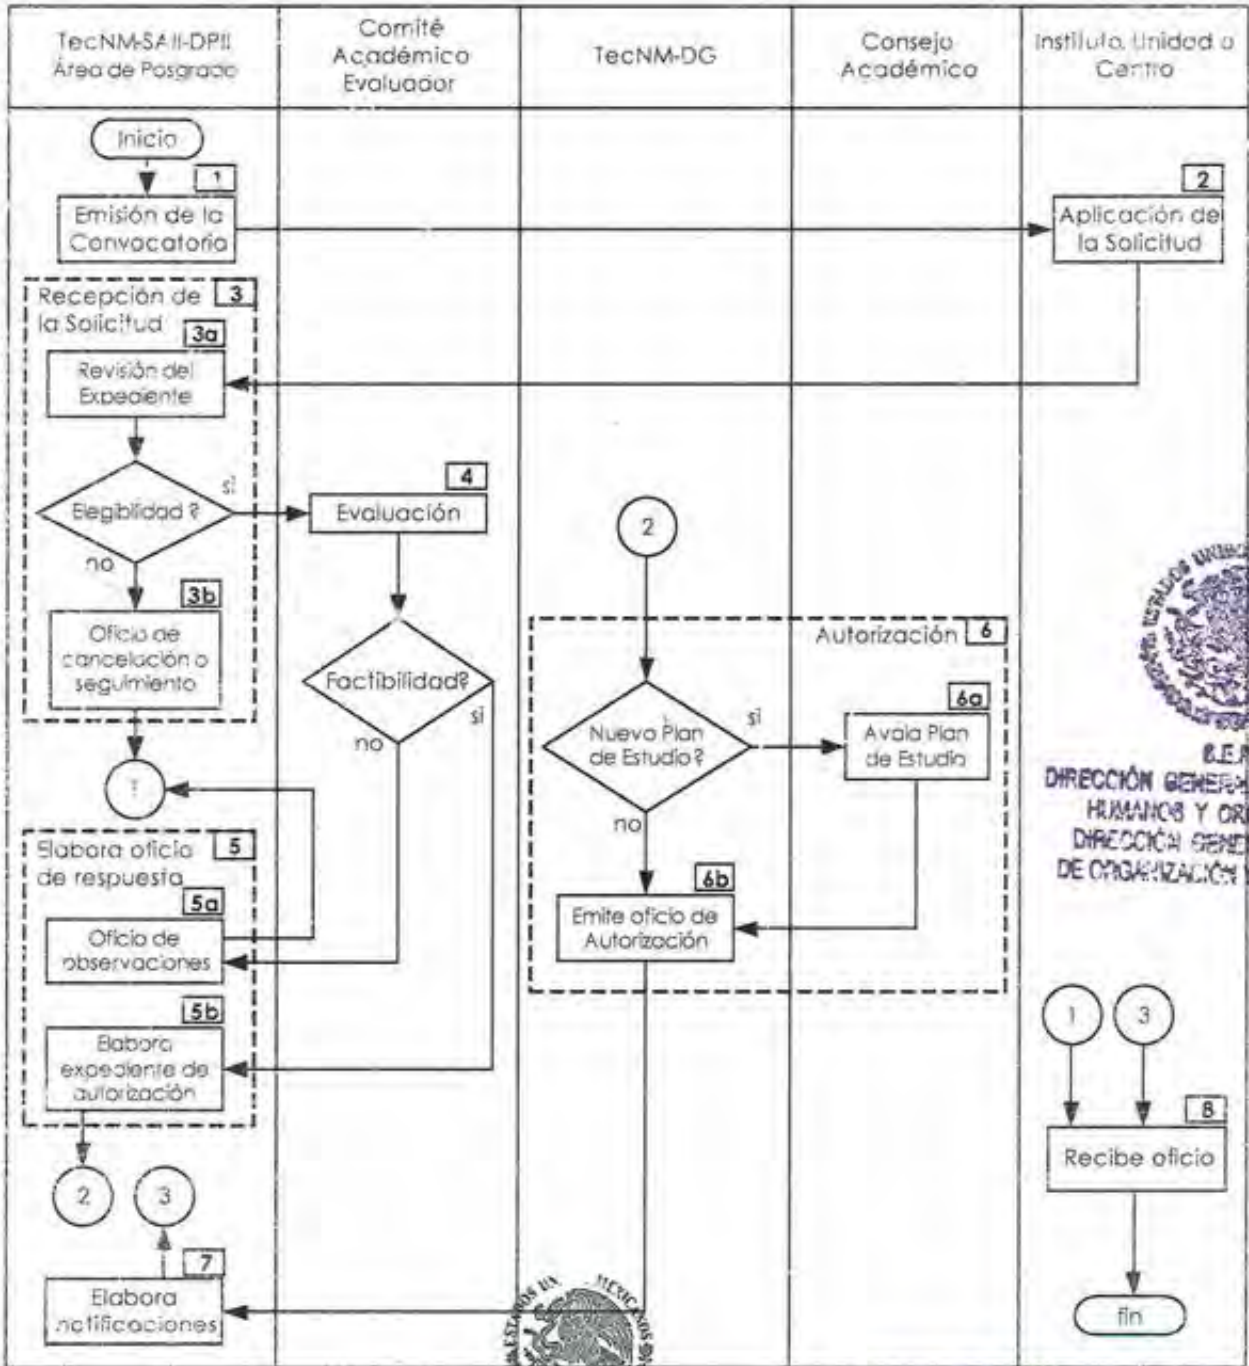 TecNM-SAII-DPII
Área de Posgrado
Comité
Académico
Evaluador
TecNM-DG
Consejo
Académico
Instituto, Unidad o
Centro
Inicio
1
Emisión de la
Convocatoria
2
Aplicación de
la Solicitud
Recepción de
la Solicitud
3
3a
Revisión del
Expediente
Elegibilidad ?
si
no
3b
Oficio de
cancelación o
seguimiento
1
4
Evaluación
Factibilidad?
si
no
2
Autorización
6
Nuevo Plan
de Estudio ?
si
no
6a
Avala Plan
de Estudio
6b
Emite oficio de
Autorización
Elabora oficio
de respuesta
5
5a
Oficio de
observaciones
5b
Elabora
expediente de
autorización
2
3
7
Elabora
notificaciones
1
3
8
Recibe oficio
fin
DIRECCIÓN
HUMANOS Y
DIRECCIÓN
DE ORGANIZACIÓN Y